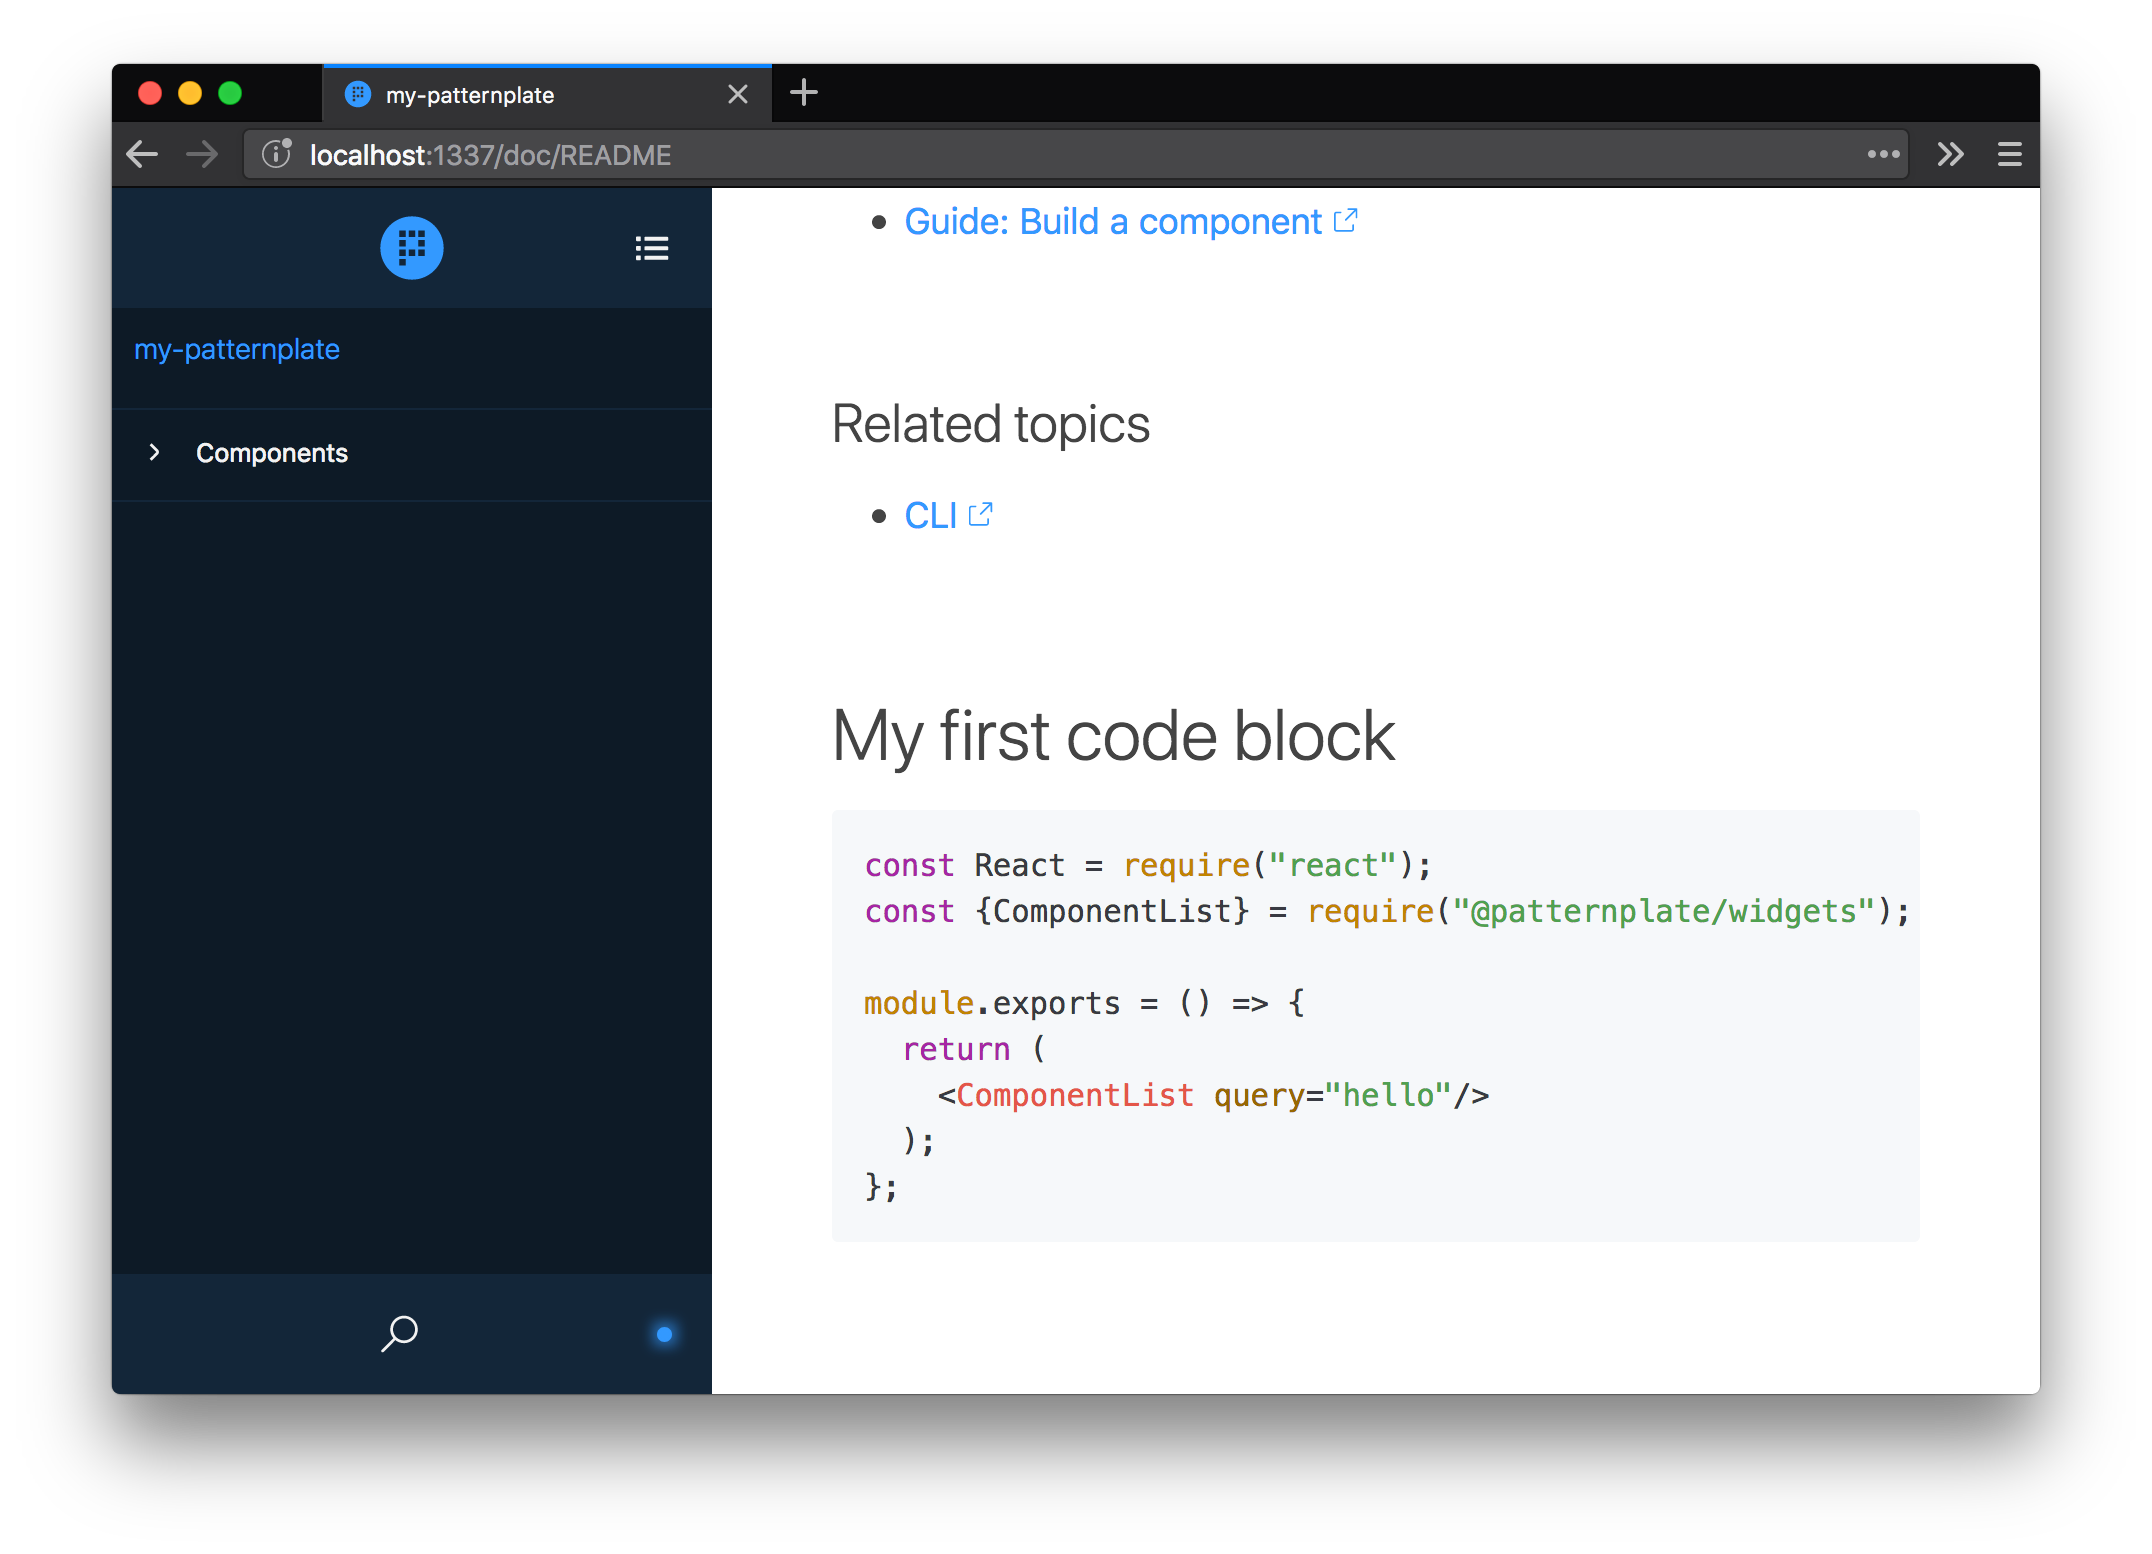 my-patternplate
localhost:1337/doc/README
my-patternplate
Components
Guide: Build a component
Related topics
CLI
My first code block
const React = require("react");
const {ComponentList} = require("@patternplate/widgets");
module.exports = () => {
  return (
    <ComponentList query="hello"/>
  );
};